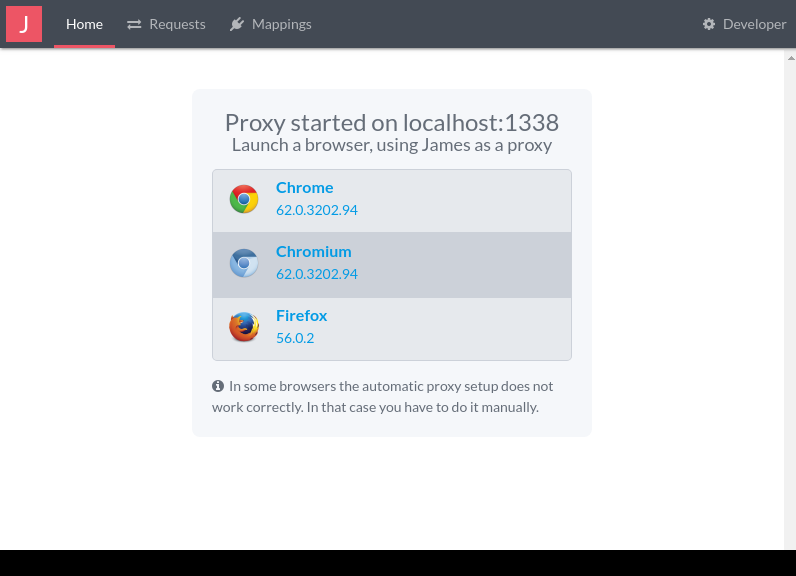 J Home Requests Mappings Developer
Proxy started on localhost:1338
Launch a browser, using James as a proxy
Chrome
62.0.3202.94
Chromium
62.0.3202.94
Firefox
56.0.2
In some browsers the automatic proxy setup does not
work correctly. In that case you have to do it manually.